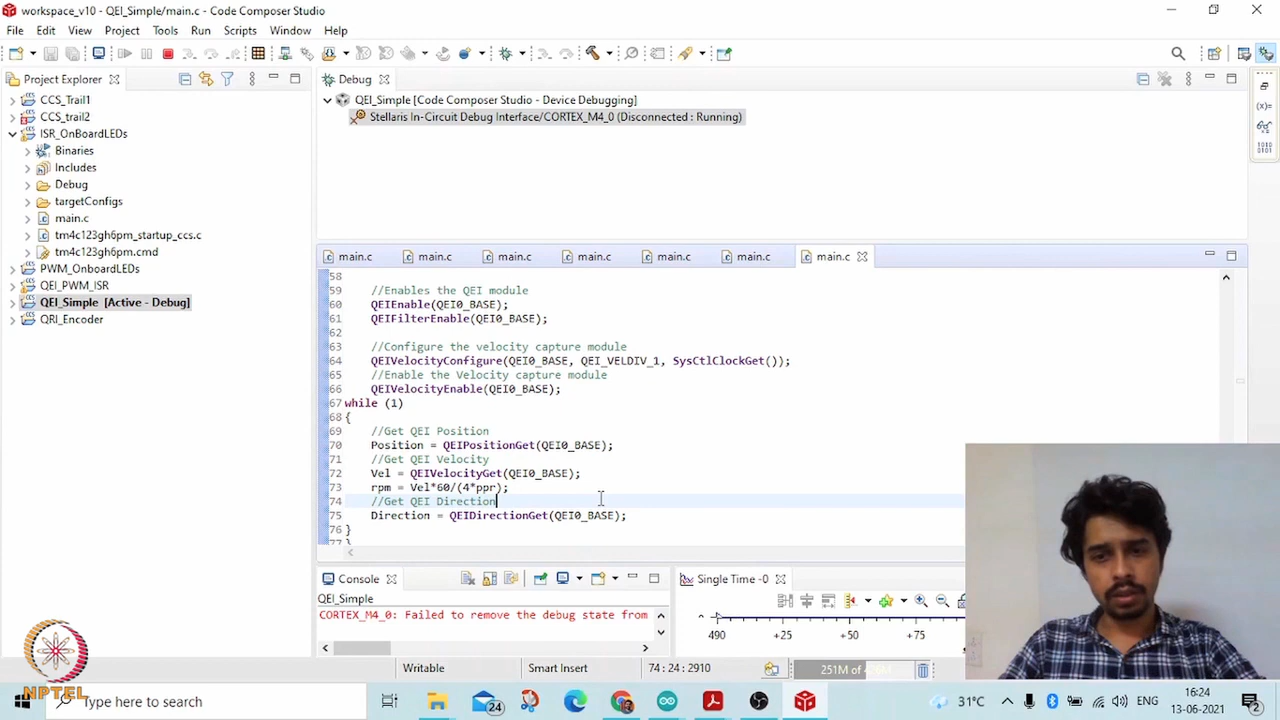 workspace_v10 - QEI_Simple/main.c - Code Composer Studio
File Edit View Project Tools Run Scripts Window Help
Project Explorer
Debug
CCS_Trail1
CCS_trail2
ISR_OnBoardLEDs
Binaries
Includes
Debug
targetConfigs
main.c
tm4c123gh6pm_startup_ccs.c
tm4c123gh6pm.cmd
PWM_OnboardLEDs
QEI_PWM_ISR
QEI_Simple [Active - Debug]
QRI_Encoder
QEI_Simple [Code Composer Studio - Device Debugging]
Stellaris In-Circuit Debug Interface/CORTEX_M4_0 (Disconnected : Running)
main.c main.c main.c main.c main.c main.c main.c
58
59 //Enables the QEI module
60 QEIEnable(QEI0_BASE);
61 QEIFilterEnable(QEI0_BASE);
62
63 //Configure the velocity capture module
64 QEIVelocityConfigure(QEI0_BASE, QEI_VELDIV_1, SysCtlClockGet());
65 //Enable the Velocity capture module
66 QEIVelocityEnable(QEI0_BASE);
67 while (1)
68 {
69 //Get QEI Position
70 Position = QEIPositionGet(QEI0_BASE);
71 //Get QEI Velocity
72 Vel = QEIVelocityGet(QEI0_BASE);
73 rpm = Vel*60/(4*ppr);
74 //Get QEI Direction
75 Direction = QEIDirectionGet(QEI0_BASE);
76 }
77 }
Console
QEI_Simple
CORTEX_M4_0: Failed to remove the debug state from
Single Time -0
490 +25 +50 +75
Writable Smart Insert 74 : 24 : 2910 251M of
NPTEL
Type here to search
24
31°C
ENG
16:24
13-06-2021
2